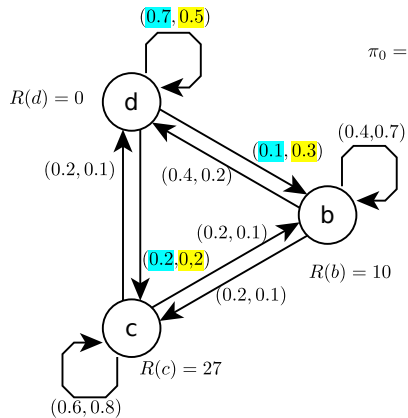 (0.7, 0.5)
π₀ =
R(d) = 0
d
(0.1, 0.3)
(0.4,0.7)
(0.2, 0.1)
(0.4, 0.2)
b
(0.2, 0.1)
(0.2,0,2)
R(b) = 10
(0.2, 0.1)
c
R(c) = 27
(0.6, 0.8)